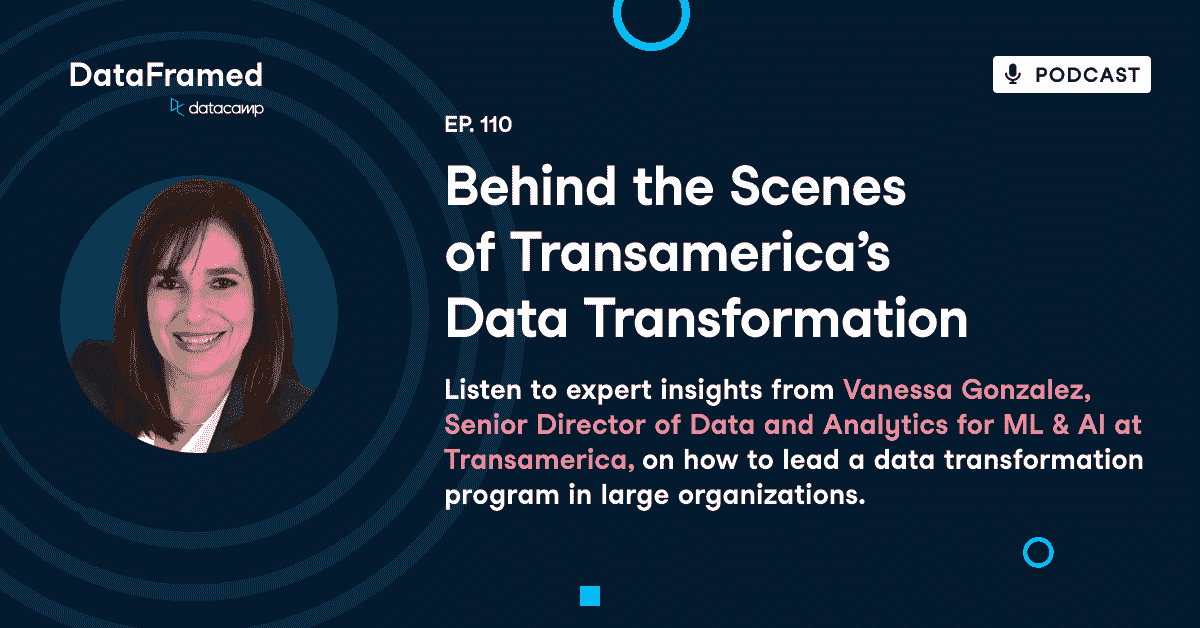 DataFramed
datacamp
PODCAST
EP. 110
Behind the Scenes
of Transamerica’s
Data Transformation
Listen to expert insights from Vanessa Gonzalez,
Senior Director of Data and Analytics for ML & AI at
Transamerica, on how to lead a data transformation
program in large organizations.